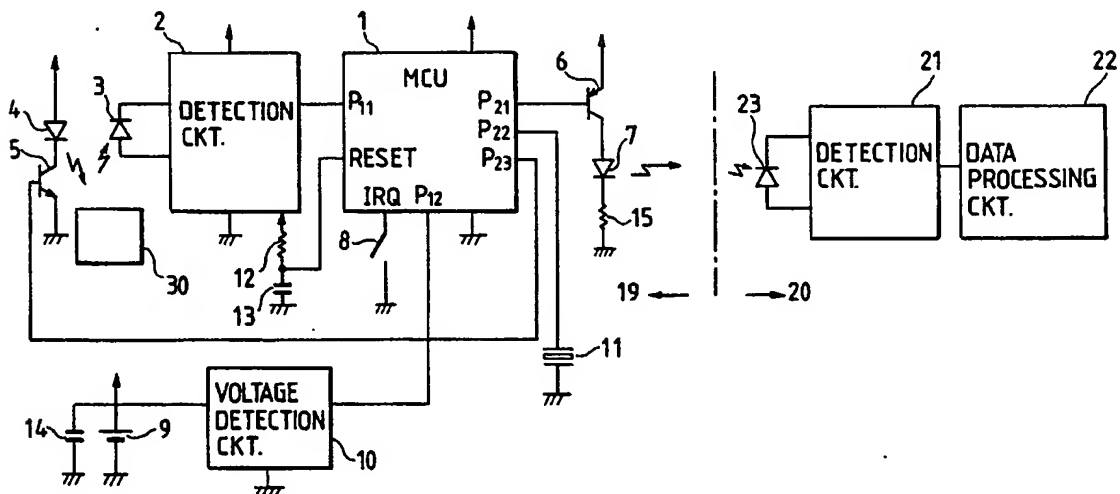 2
1
6
21
22
4
3
5
DETECTION
CKT.
MCU
P11
RESET
IRQ P12
P21
P22
P23
7
15
23
DETECTION
CKT.
DATA
PROCESSING
CKT.
8
12
13
30
19
20
11
14
9
VOLTAGE
DETECTION
CKT.
10